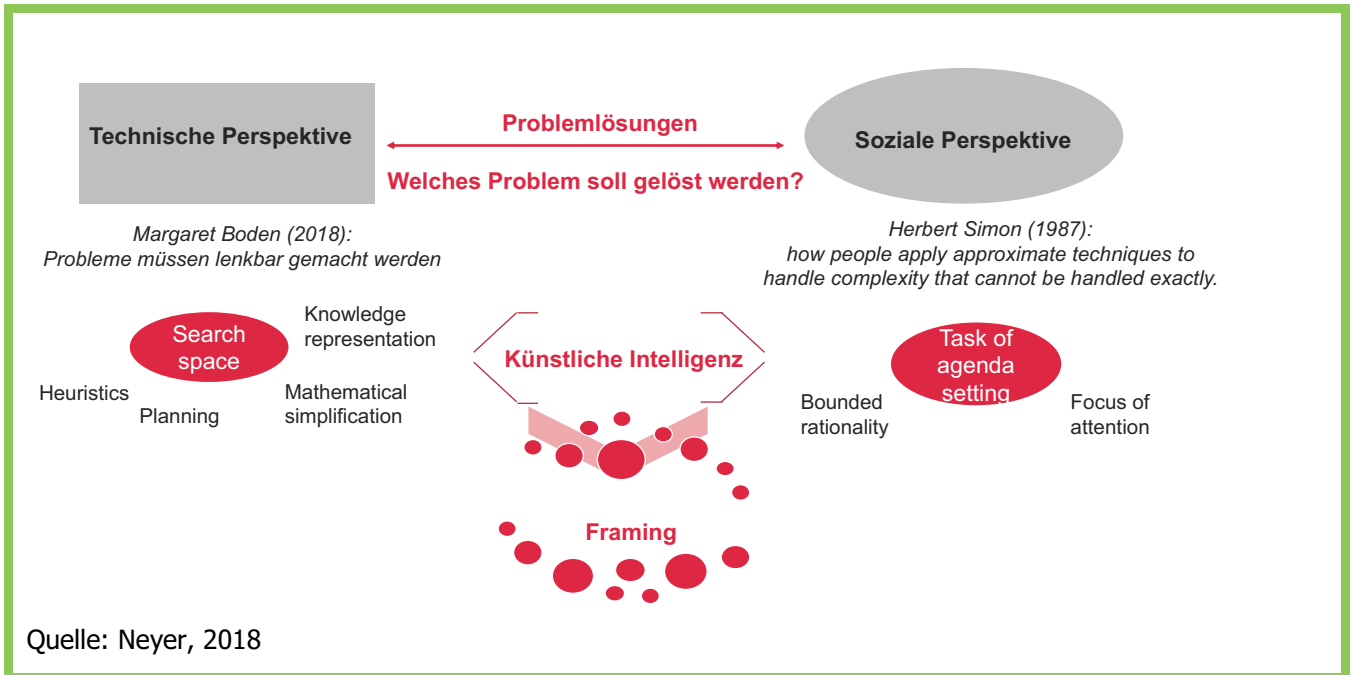 Technische Perspektive
Problemlösungen
Welches Problem soll gelöst werden?
Soziale Perspektive
Margaret Boden (2018):
Probleme müssen lenkbar gemacht werden
Herbert Simon (1987):
how people apply approximate techniques to
handle complexity that cannot be handled exactly.
Search
space
Knowledge
representation
Heuristics
Planning
Mathematical
simplification
Künstliche Intelligenz
Task of
agenda
setting
Bounded
rationality
Focus of
attention
Framing
Quelle: Neyer, 2018